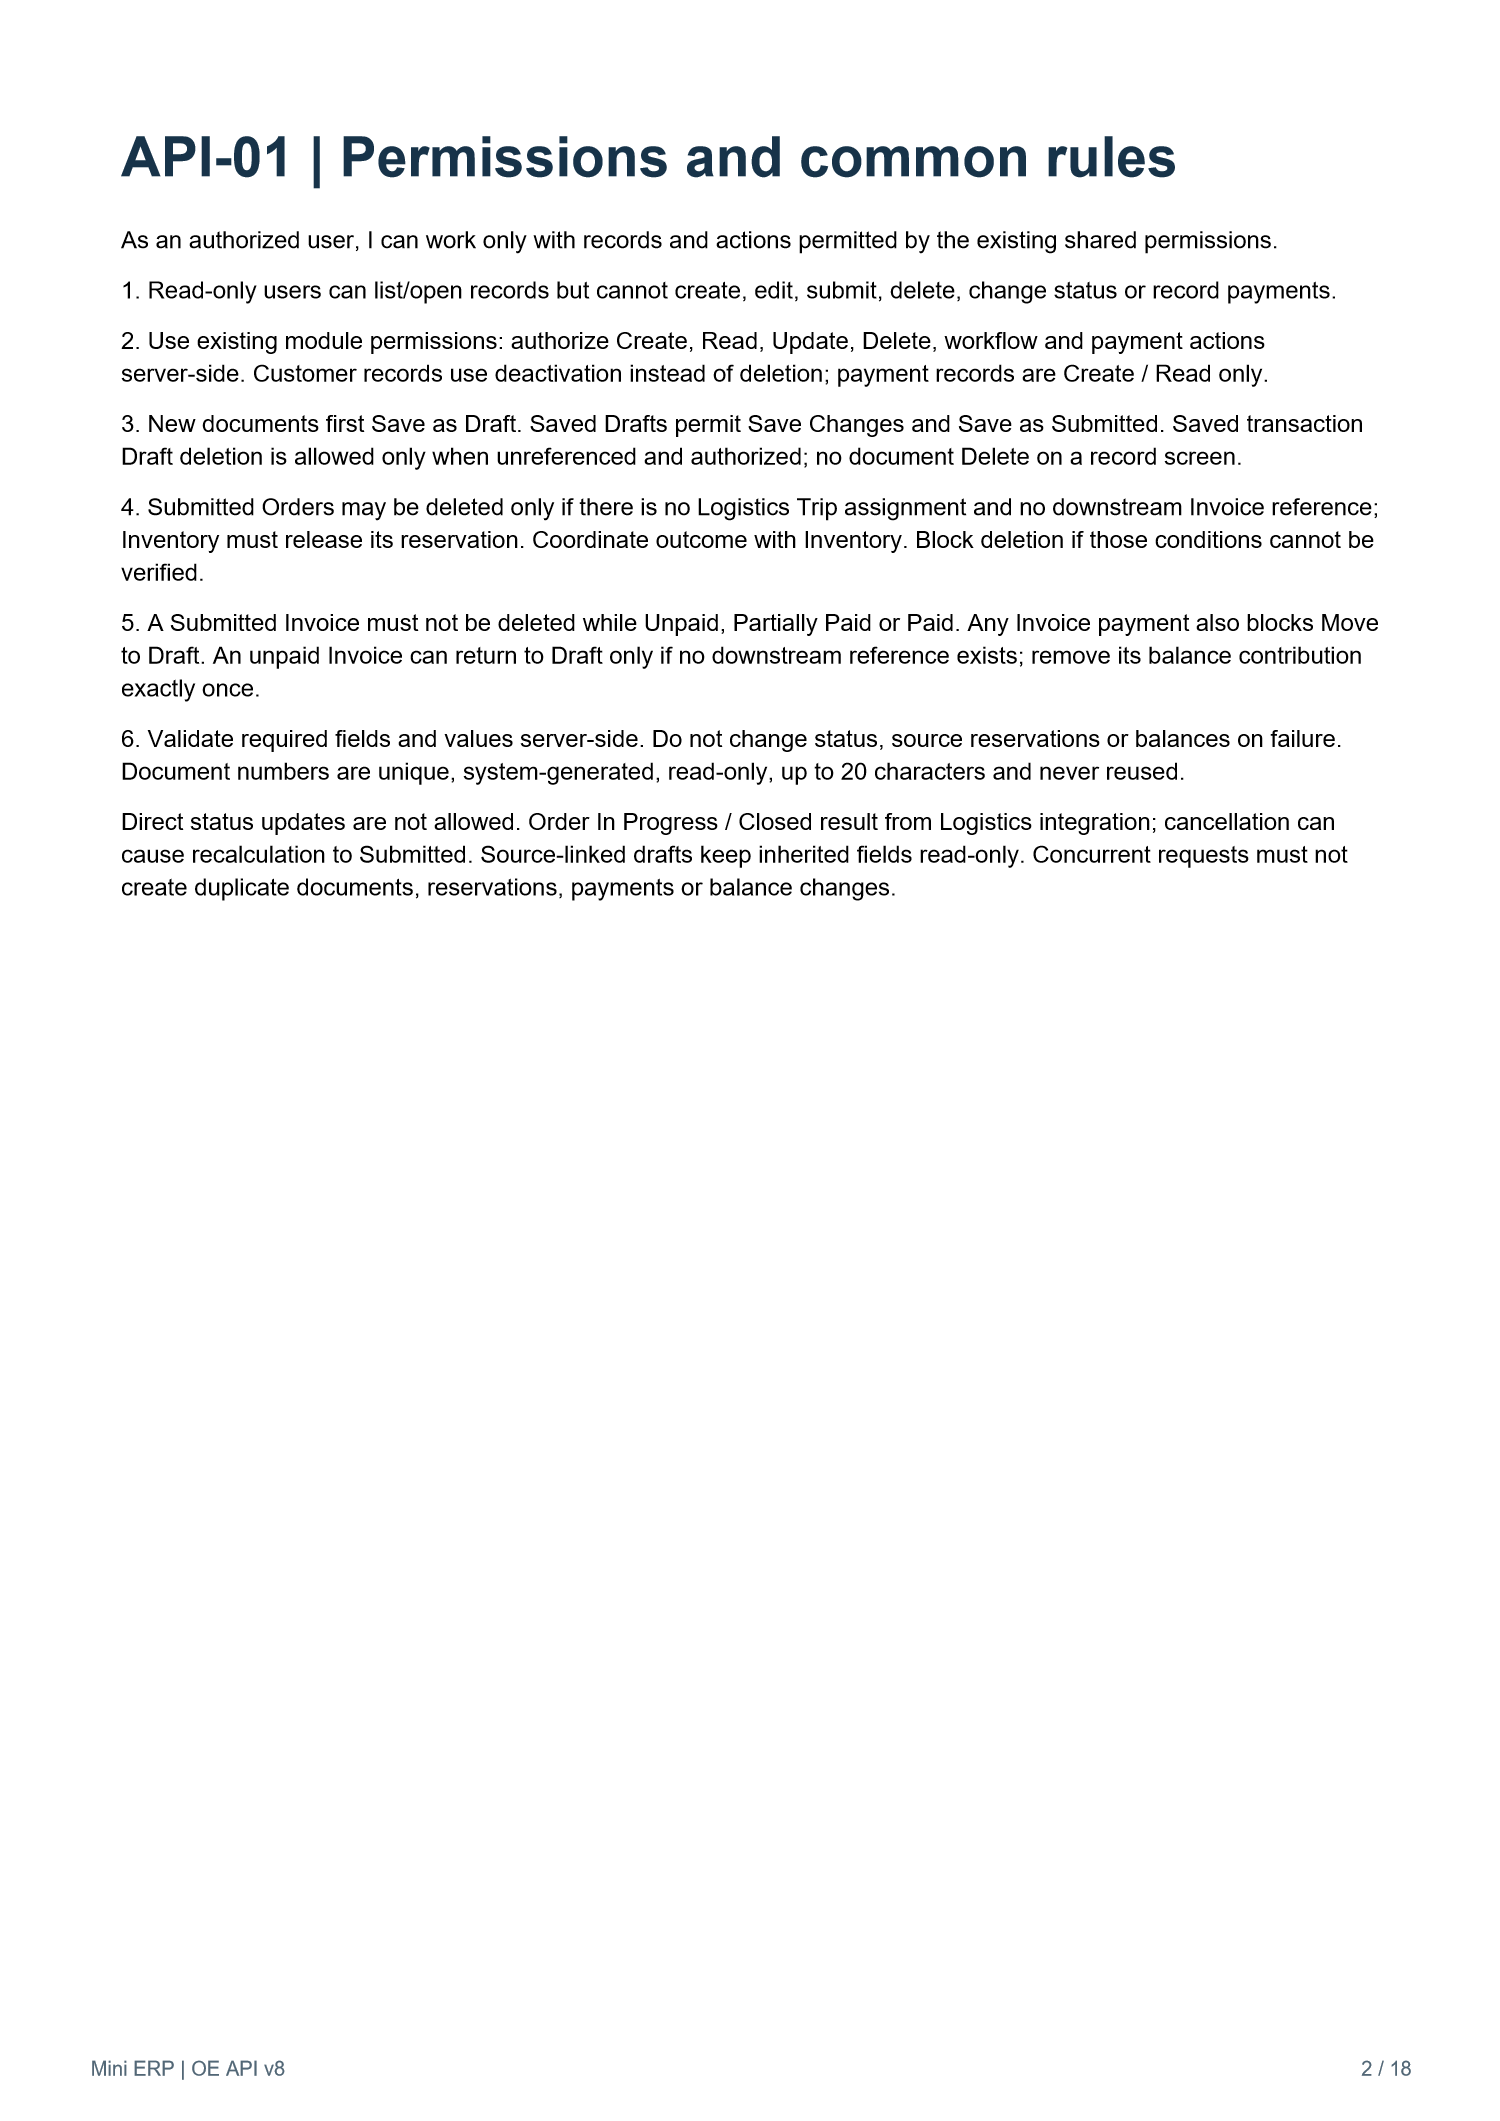 API-01 | Permissions and common rules
As an authorized user, I can work only with records and actions permitted by the existing shared permissions.
1. Read-only users can list/open records but cannot create, edit, submit, delete, change status or record payments.
2. Use existing module permissions: authorize Create, Read, Update, Delete, workflow and payment actions
server-side. Customer records use deactivation instead of deletion; payment records are Create / Read only.
3. New documents first Save as Draft. Saved Drafts permit Save Changes and Save as Submitted. Saved transaction
Draft deletion is allowed only when unreferenced and authorized; no document Delete on a record screen.
4. Submitted Orders may be deleted only if there is no Logistics Trip assignment and no downstream Invoice reference;
Inventory must release its reservation. Coordinate outcome with Inventory. Block deletion if those conditions cannot be
verified.
5. A Submitted Invoice must not be deleted while Unpaid, Partially Paid or Paid. Any Invoice payment also blocks Move
to Draft. An unpaid Invoice can return to Draft only if no downstream reference exists; remove its balance contribution
exactly once.
6. Validate required fields and values server-side. Do not change status, source reservations or balances on failure.
Document numbers are unique, system-generated, read-only, up to 20 characters and never reused.
Direct status updates are not allowed. Order In Progress / Closed result from Logistics integration; cancellation can
cause recalculation to Submitted. Source-linked drafts keep inherited fields read-only. Concurrent requests must not
create duplicate documents, reservations, payments or balance changes.
Mini ERP | OE API v8
2 / 18